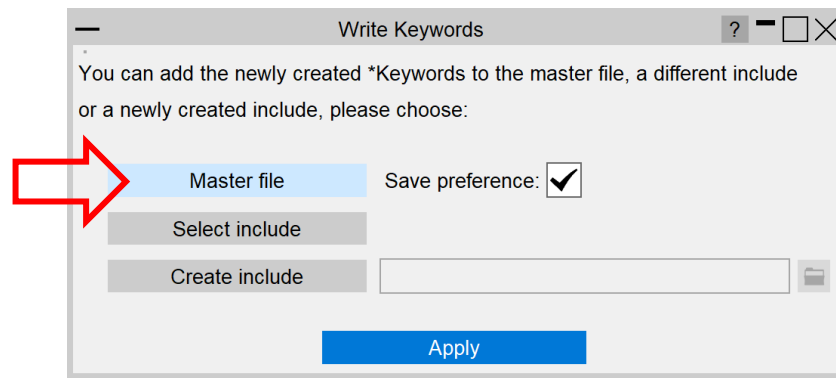 Write Keywords ?
You can add the newly created *Keywords to the master file, a different include
or a newly created include, please choose:
Master file Save preference:
Select include
Create include
Apply